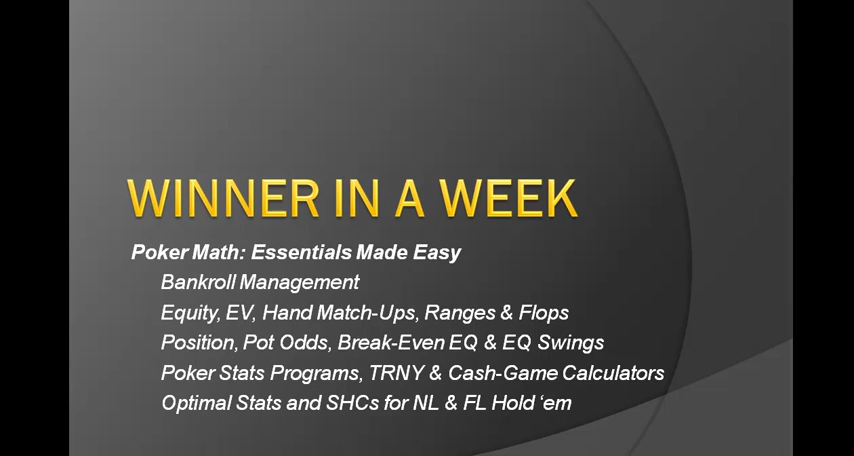 WINNER IN A WEEK
Poker Math: Essentials Made Easy
Bankroll Management
Equity, EV, Hand Match-Ups, Ranges & Flops
Position, Pot Odds, Break-Even EQ & EQ Swings
Poker Stats Programs, TRNY & Cash-Game Calculators
Optimal Stats and SHCs for NL & FL Hold ‘em